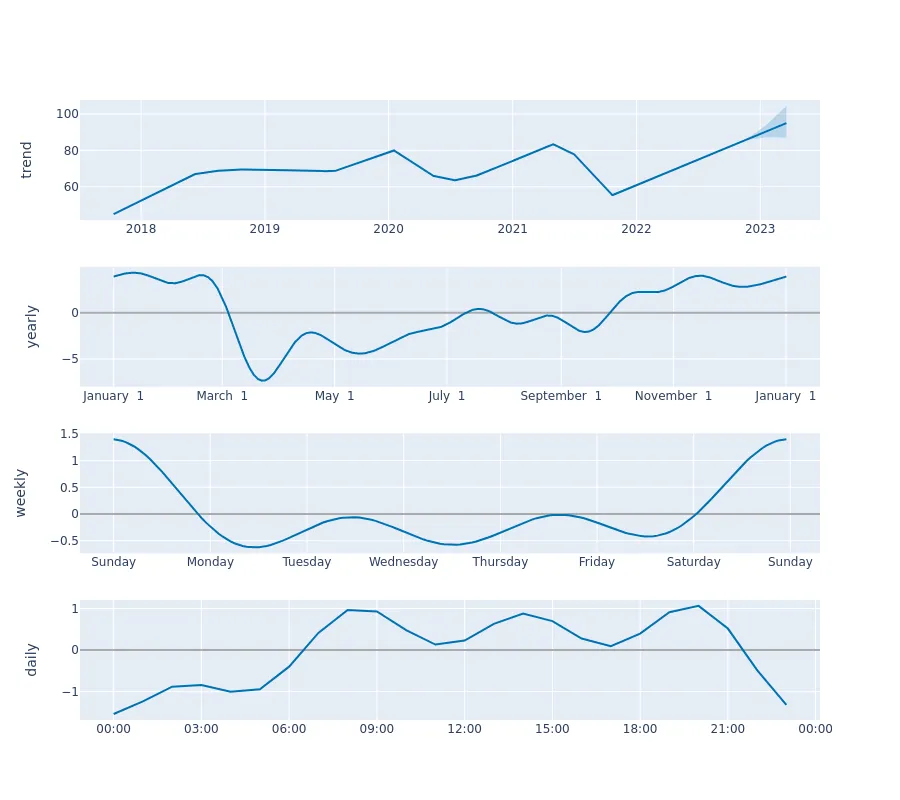 trend
100
80
60
2018 2019 2020 2021 2022 2023
yearly
0
−5
January 1 March 1 May 1 July 1 September 1 November 1 January 1
weekly
1.5
1
0.5
0
−0.5
Sunday Monday Tuesday Wednesday Thursday Friday Saturday Sunday
daily
1
0
−1
00:00 03:00 06:00 09:00 12:00 15:00 18:00 21:00 00:00